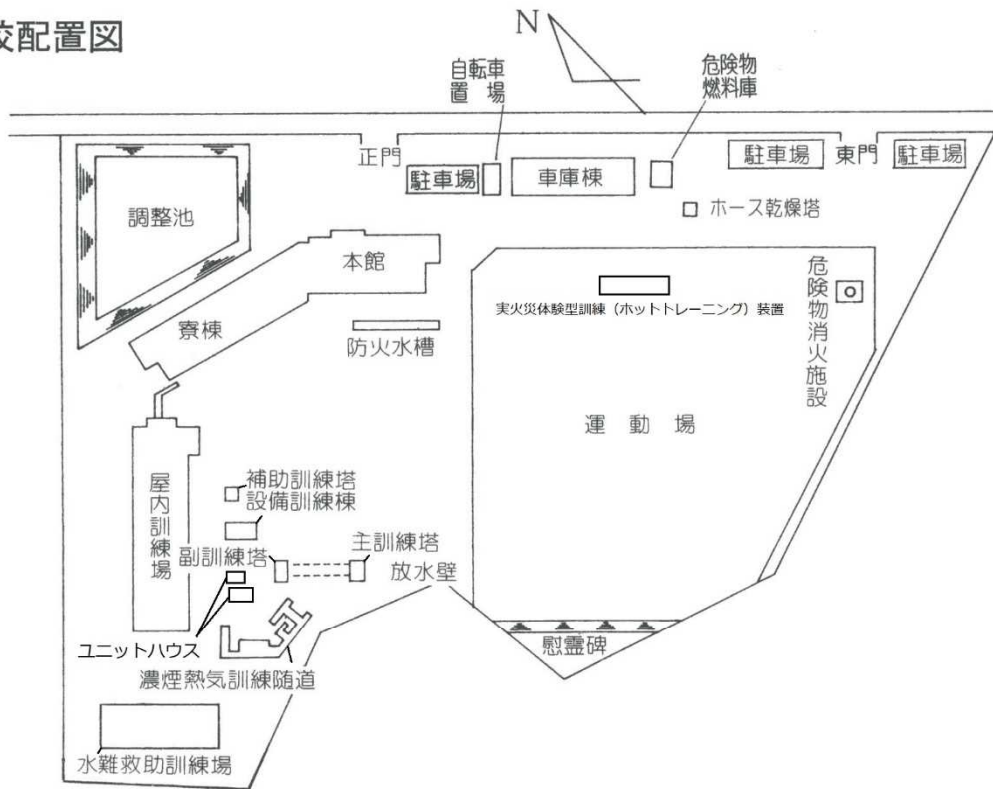 校配置図
N
自転車
置場
危険物
燃料庫
正門
駐車場
車庫棟
駐車場
東門
駐車場
ホース乾燥塔
調整池
本館
寮棟
防火水槽
実火災体験型訓練（ホットトレーニング）装置
危険物消火施設
運動場
屋内訓練場
補助訓練塔
設備訓練棟
副訓練塔
主訓練塔
放水壁
ユニットハウス
濃煙熱気訓練随道
慰霊碑
水難救助訓練場